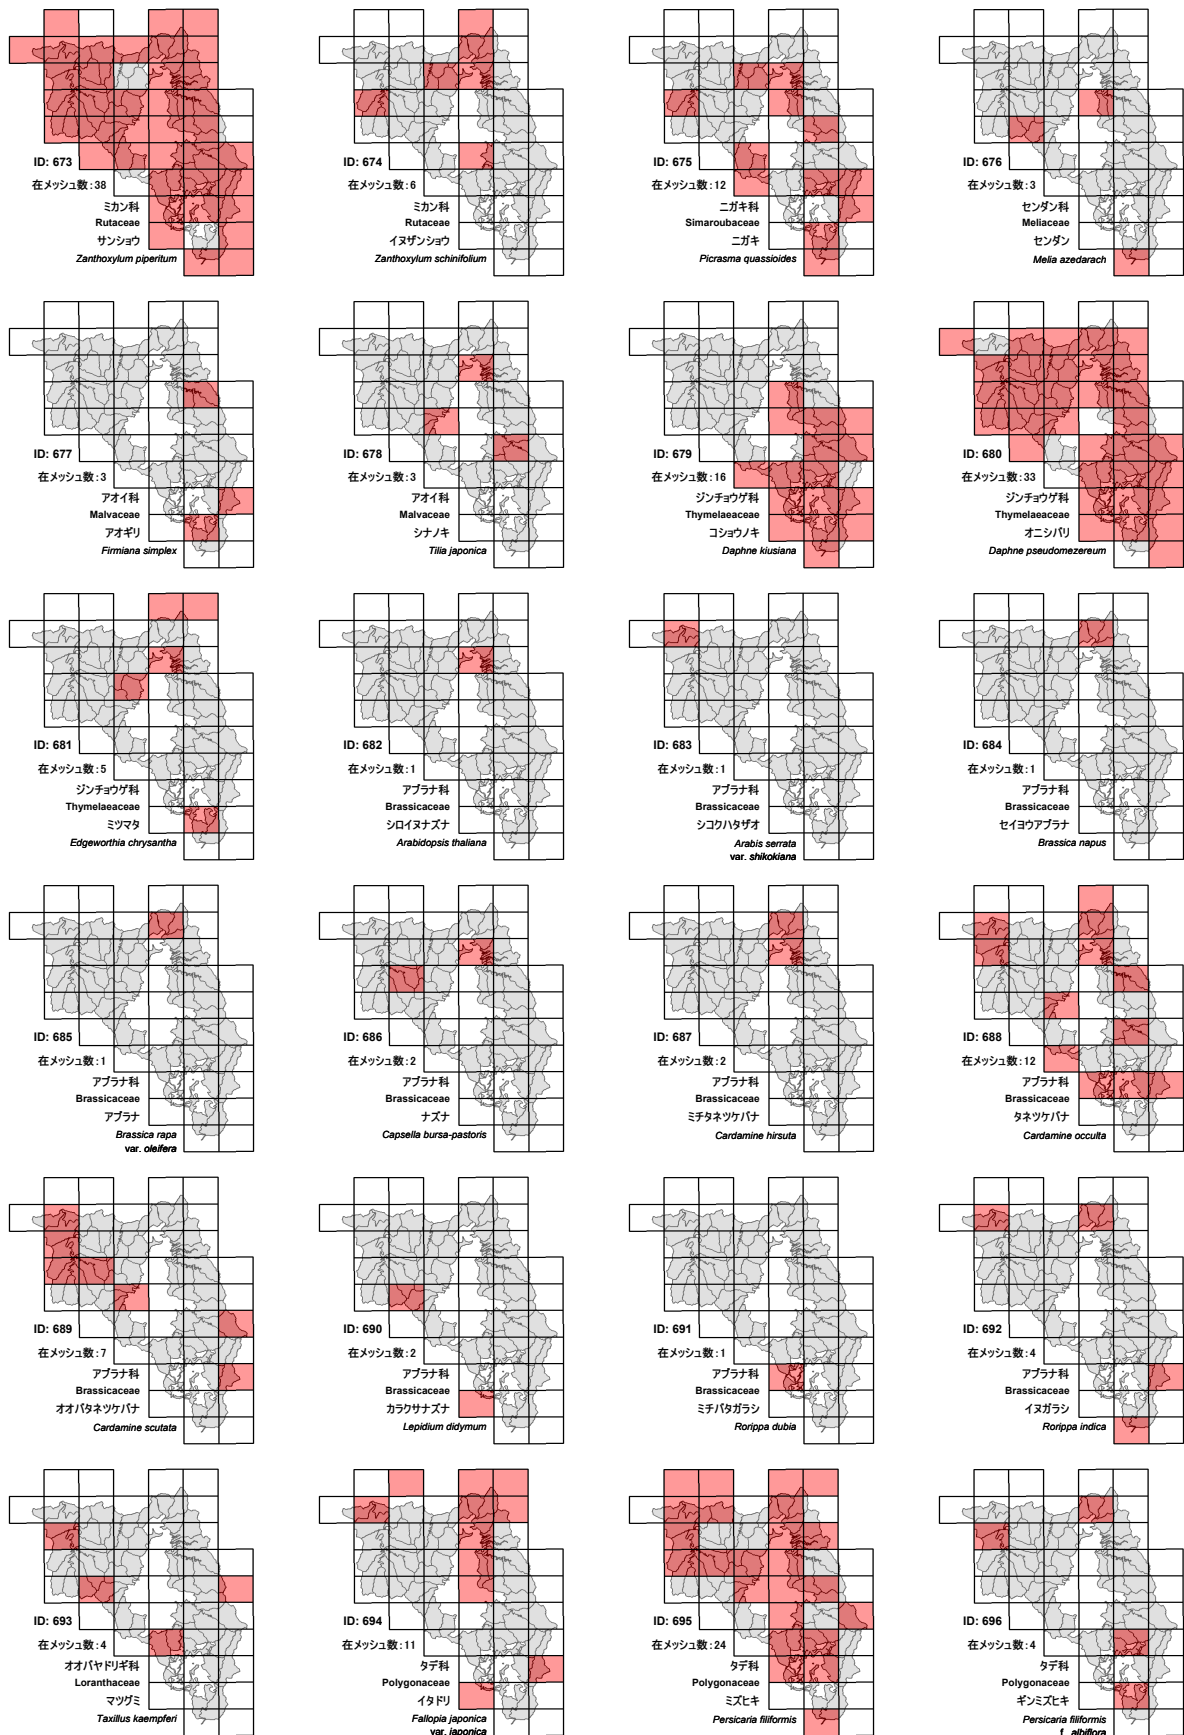 ID: 673
在メッシュ数:38
ミカン科
Rutaceae
サンショウ
Zanthoxylum piperitum
ID: 674
在メッシュ数:6
ミカン科
Rutaceae
イヌザンショウ
Zanthoxylum schinifolium
ID: 675
在メッシュ数:12
ニガキ科
Simaroubaceae
ニガキ
Picrasma quassioides
ID: 676
在メッシュ数:3
センダン科
Meliaceae
センダン
Melia azedarach
ID: 677
在メッシュ数:3
アオイ科
Malvaceae
アオギリ
Firmiana simplex
ID: 678
在メッシュ数:3
アオイ科
Malvaceae
シナノキ
Tilia japonica
ID: 679
在メッシュ数:16
ジンチョウゲ科
Thymelaeaceae
コショウノキ
Daphne kiusiana
ID: 680
在メッシュ数:33
ジンチョウゲ科
Thymelaeaceae
オニシバリ
Daphne pseudomezereum
ID: 681
在メッシュ数:5
ジンチョウゲ科
Thymelaeaceae
ミツマタ
Edgeworthia chrysantha
ID: 682
在メッシュ数:1
アブラナ科
Brassicaceae
シロイヌナズナ
Arabidopsis thaliana
ID: 683
在メッシュ数:1
アブラナ科
Brassicaceae
シコクハタザオ
Arabis serrata
var. shikokiana
ID: 684
在メッシュ数:1
アブラナ科
Brassicaceae
セイヨウアブラナ
Brassica napus
ID: 685
在メッシュ数:1
アブラナ科
Brassicaceae
アブラナ
Brassica rapa
var. oleifera
ID: 686
在メッシュ数:2
アブラナ科
Brassicaceae
ナズナ
Capsella bursa-pastoris
ID: 687
在メッシュ数:2
アブラナ科
Brassicaceae
ミチタネツケバナ
Cardamine hirsuta
ID: 688
在メッシュ数:12
アブラナ科
Brassicaceae
タネツケバナ
Cardamine occulta
ID: 689
在メッシュ数:7
アブラナ科
Brassicaceae
オオバタネツケバナ
Cardamine scutata
ID: 690
在メッシュ数:2
アブラナ科
Brassicaceae
カラクサナズナ
Lepidium didymum
ID: 691
在メッシュ数:1
アブラナ科
Brassicaceae
ミチバタガラシ
Rorippa dubia
ID: 692
在メッシュ数:4
アブラナ科
Brassicaceae
イヌガラシ
Rorippa indica
ID: 693
在メッシュ数:4
オオバヤドリギ科
Loranthaceae
マツグミ
Taxillus kaempferi
ID: 694
在メッシュ数:11
タデ科
Polygonaceae
イタドリ
Fallopia japonica
var. japonica
ID: 695
在メッシュ数:24
タデ科
Polygonaceae
ミズヒキ
Persicaria filiformis
ID: 696
在メッシュ数:4
タデ科
Polygonaceae
ギンミズヒキ
Persicaria filiformis
f. albiflora